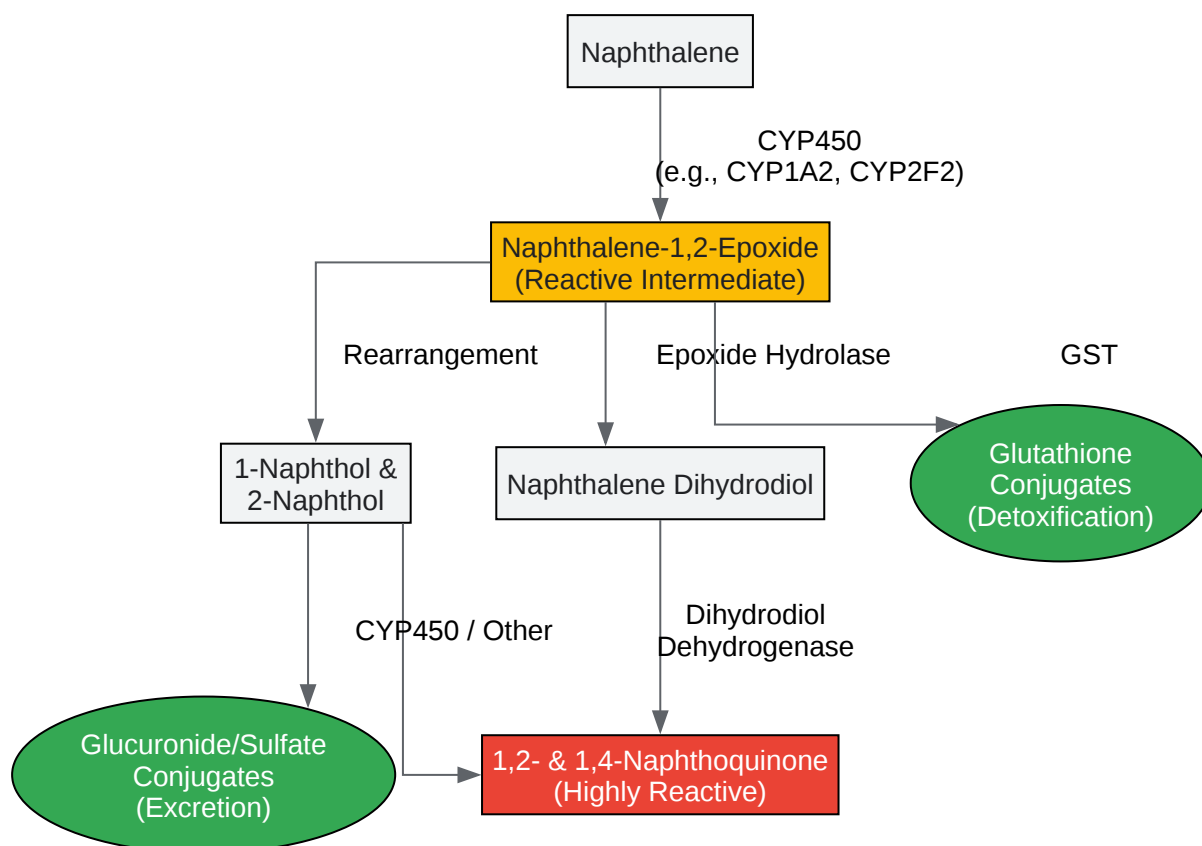 Naphthalene
CYP450
(e.g., CYP1A2, CYP2F2)
Naphthalene-1,2-Epoxide
(Reactive Intermediate)
Rearrangement
Epoxide Hydrolase
GST
1-Naphthol &
2-Naphthol
Naphthalene Dihydrodiol
Glutathione
Conjugates
(Detoxification)
CYP450 / Other
Dihydrodiol
Dehydrogenase
Glucuronide/Sulfate
Conjugates
(Excretion)
1,2- & 1,4-Naphthoquinone
(Highly Reactive)